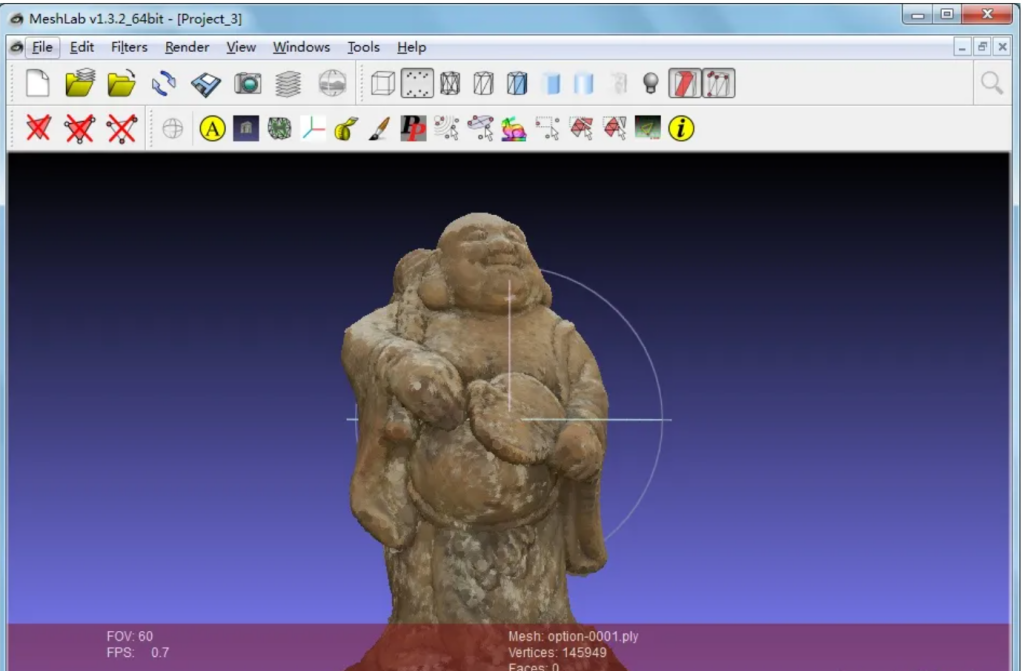 MeshLab v1.3.2_64bit - [Project_3]
File Edit Filters Render View Windows Tools Help
A
Pp
i
FOV: 60
FPS: 0.7
Mesh: option-0001.ply
Vertices: 145949
Faces: 0